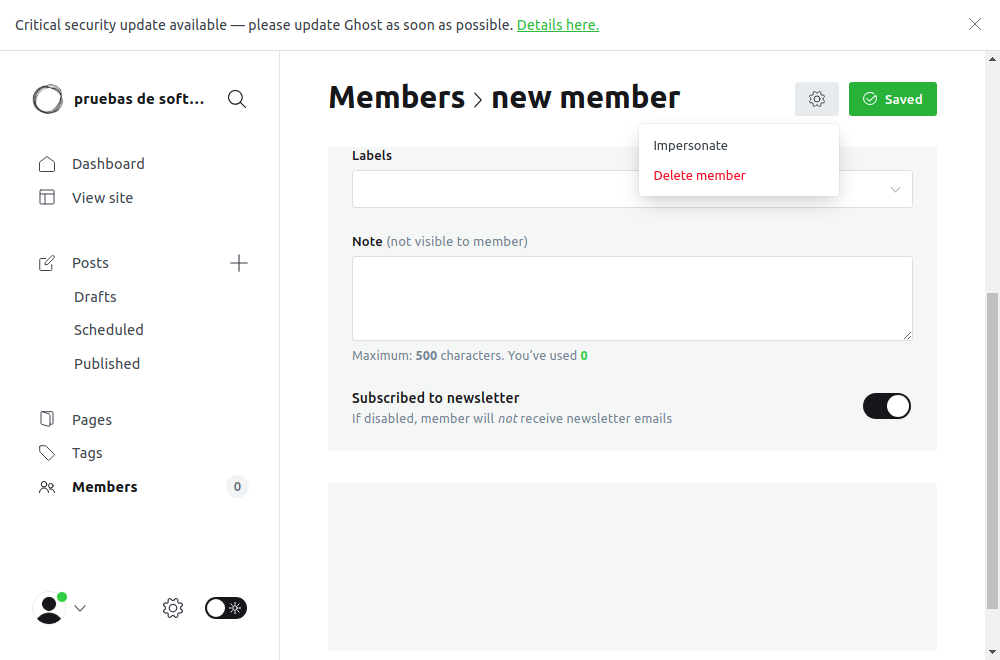 Critical security update available — please update Ghost as soon as possible. Details here.
pruebas de soft...
Dashboard
View site
Posts
Drafts
Scheduled
Published
Pages
Tags
Members 0
Members > new member
Saved
Impersonate
Delete member
Labels
Note (not visible to member)
Maximum: 500 characters. You've used 0
Subscribed to newsletter
If disabled, member will not receive newsletter emails